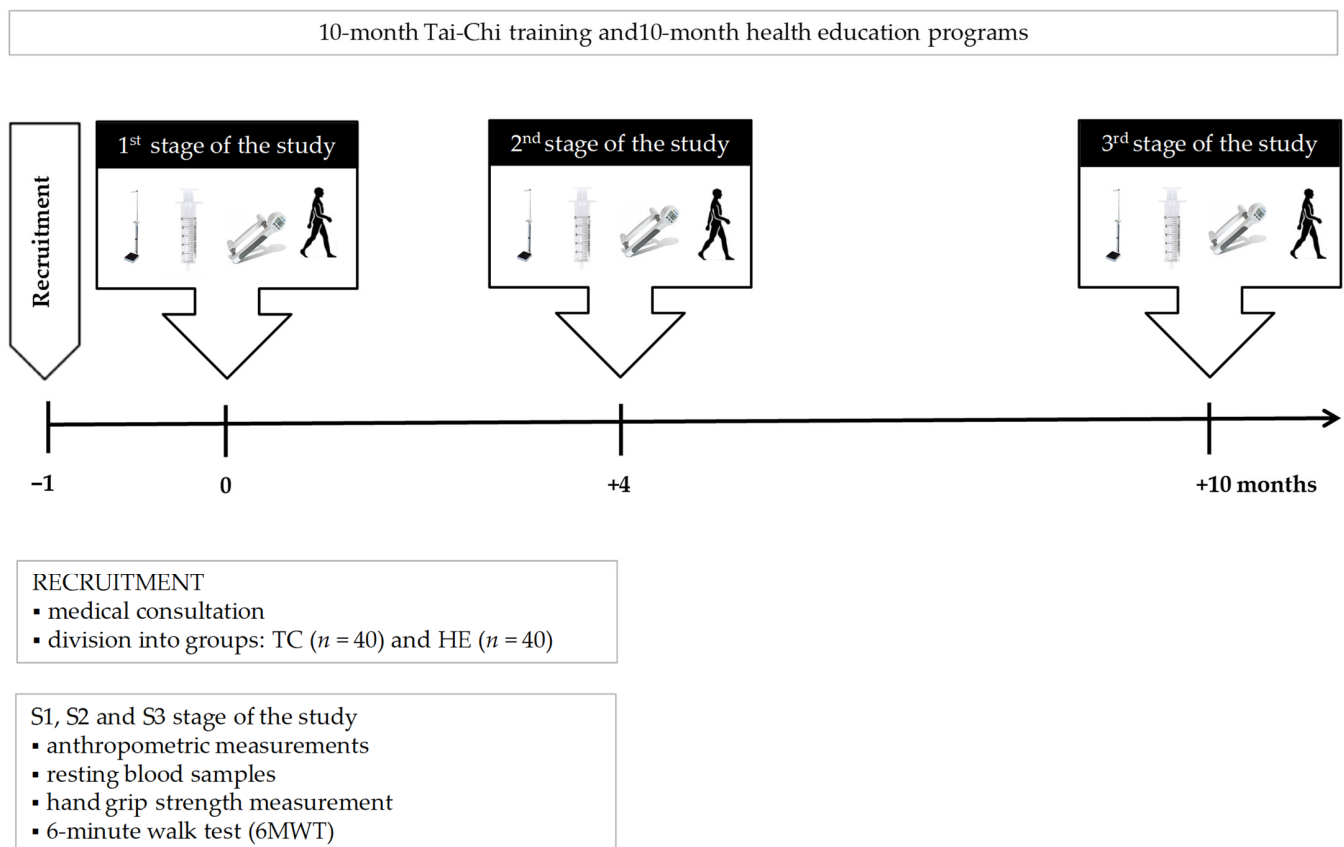 10-month Tai-Chi training and10-month health education programs
Recruitment
1st stage of the study
2nd stage of the study
3rd stage of the study
−1
0
+4
+10 months
RECRUITMENT
▪ medical consultation
▪ division into groups: TC (n = 40) and HE (n = 40)
S1, S2 and S3 stage of the study
▪ anthropometric measurements
▪ resting blood samples
▪ hand grip strength measurement
▪ 6-minute walk test (6MWT)